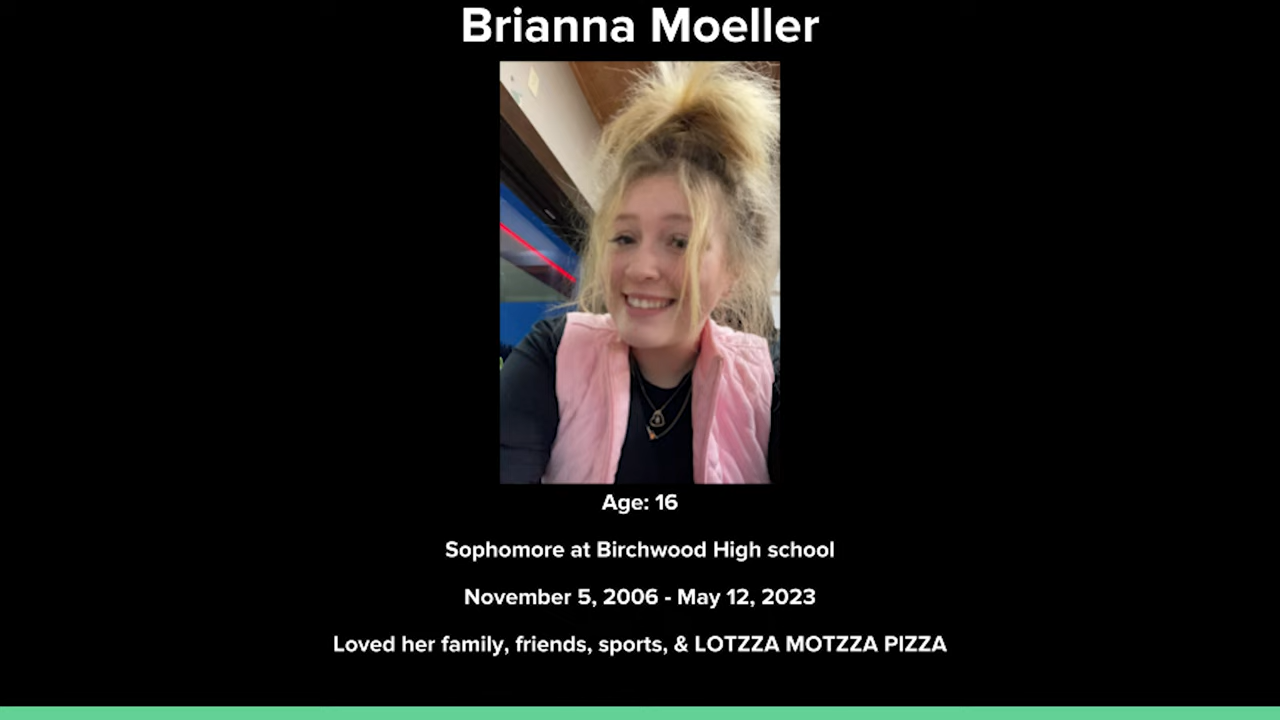 Brianna Moeller
Age: 16
Sophomore at Birchwood High school
November 5, 2006 - May 12, 2023
Loved her family, friends, sports, & LOTZZA MOTZZA PIZZA